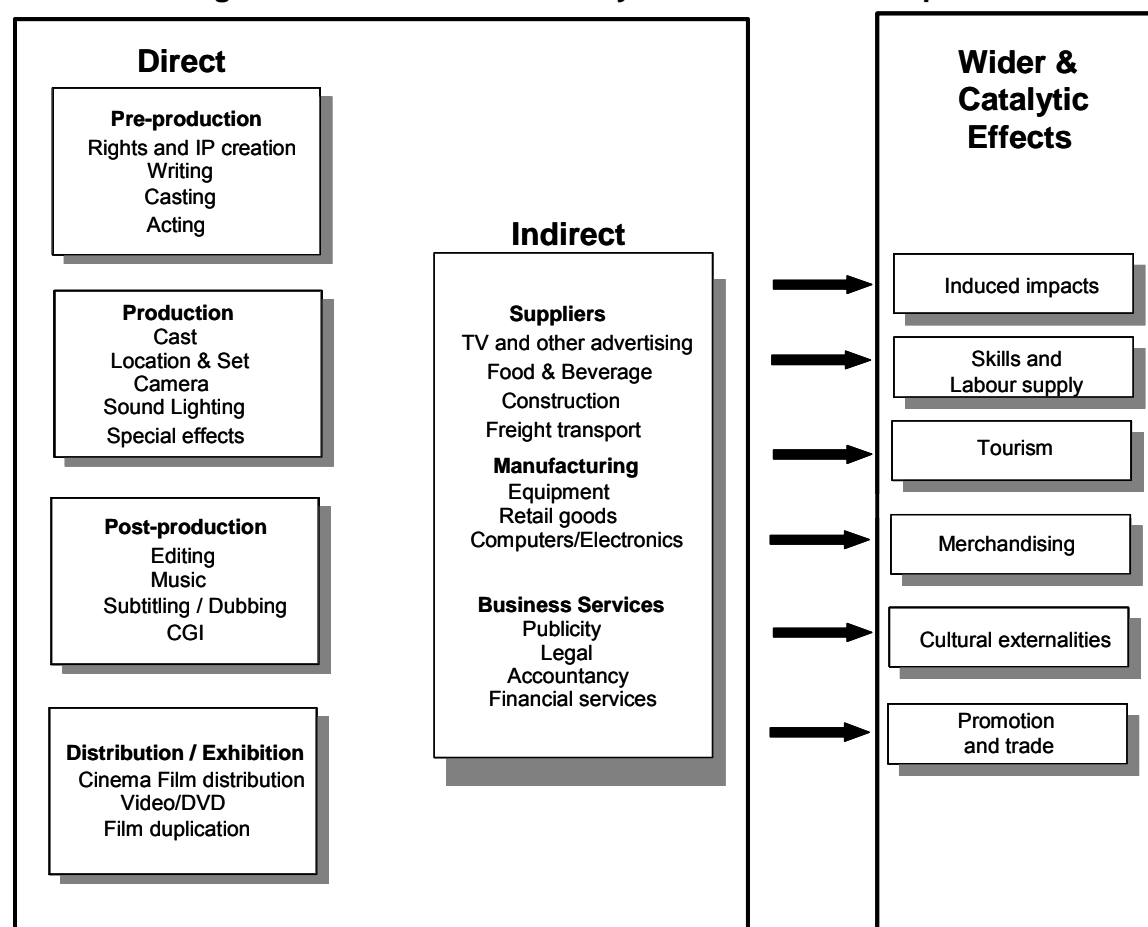 Direct
Pre-production
Rights and IP creation
Writing
Casting
Acting
Production
Cast
Location & Set
Camera
Sound Lighting
Special effects
Post-production
Editing
Music
Subtitling / Dubbing
CGI
Distribution / Exhibition
Cinema Film distribution
Video/DVD
Film duplication
Indirect
Suppliers
TV and other advertising
Food & Beverage
Construction
Freight transport
Manufacturing
Equipment
Retail goods
Computers/Electronics
Business Services
Publicity
Legal
Accountancy
Financial services
Wider &
Catalytic
Effects
Induced impacts
Skills and
Labour supply
Tourism
Merchandising
Cultural externalities
Promotion
and trade